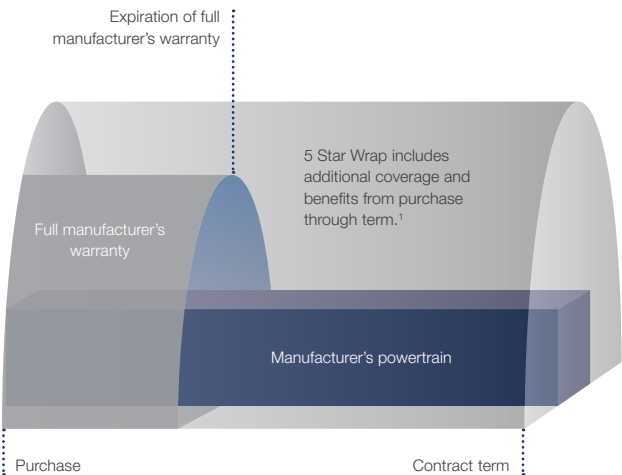 Expiration of full
manufacturer’s warranty
5 Star Wrap includes
additional coverage and
benefits from purchase
through term.¹
Full manufacturer’s
warranty
Manufacturer’s powertrain
Purchase
Contract term